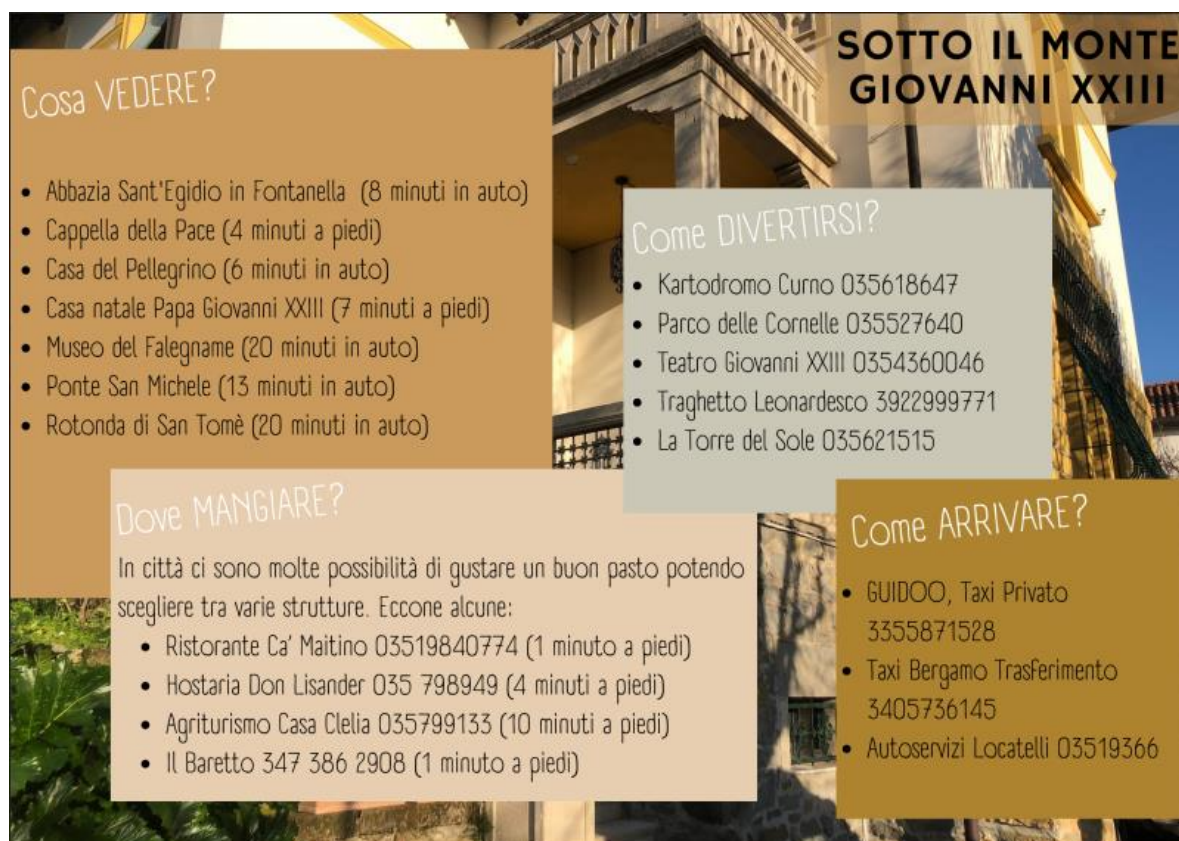 SOTTO IL MONTE
GIOVANNI XXIII
Cosa VEDERE?
• Abbazia Sant'Egidio in Fontanella (8 minuti in auto)
• Cappella della Pace (4 minuti a piedi)
• Casa del Pellegrino (6 minuti in auto)
• Casa natale Papa Giovanni XXIII (7 minuti a piedi)
• Museo del Falegname (20 minuti in auto)
• Ponte San Michele (13 minuti in auto)
• Rotonda di San Tomè (20 minuti in auto)
Come DIVERTIRSI?
• Kartodromo Curno 035618647
• Parco delle Cornelle 035527640
• Teatro Giovanni XXIII 0354360046
• Traghetto Leonardesco 3922999771
• La Torre del Sole 035621515
Dove MANGIARE?
In città ci sono molte possibilità di gustare un buon pasto potendo
scegliere tra varie strutture. Eccone alcune:
• Ristorante Ca' Maitino 03519840774 (1 minuto a piedi)
• Hostaria Don Lisander 035 798949 (4 minuti a piedi)
• Agriturismo Casa Clelia 035799133 (10 minuti a piedi)
• Il Baretto 347 386 2908 (1 minuto a piedi)
Come ARRIVARE?
• GUIDOO, Taxi Privato
3355871528
• Taxi Bergamo Trasferimento
3405736145
• Autoservizi Locatelli 03519366